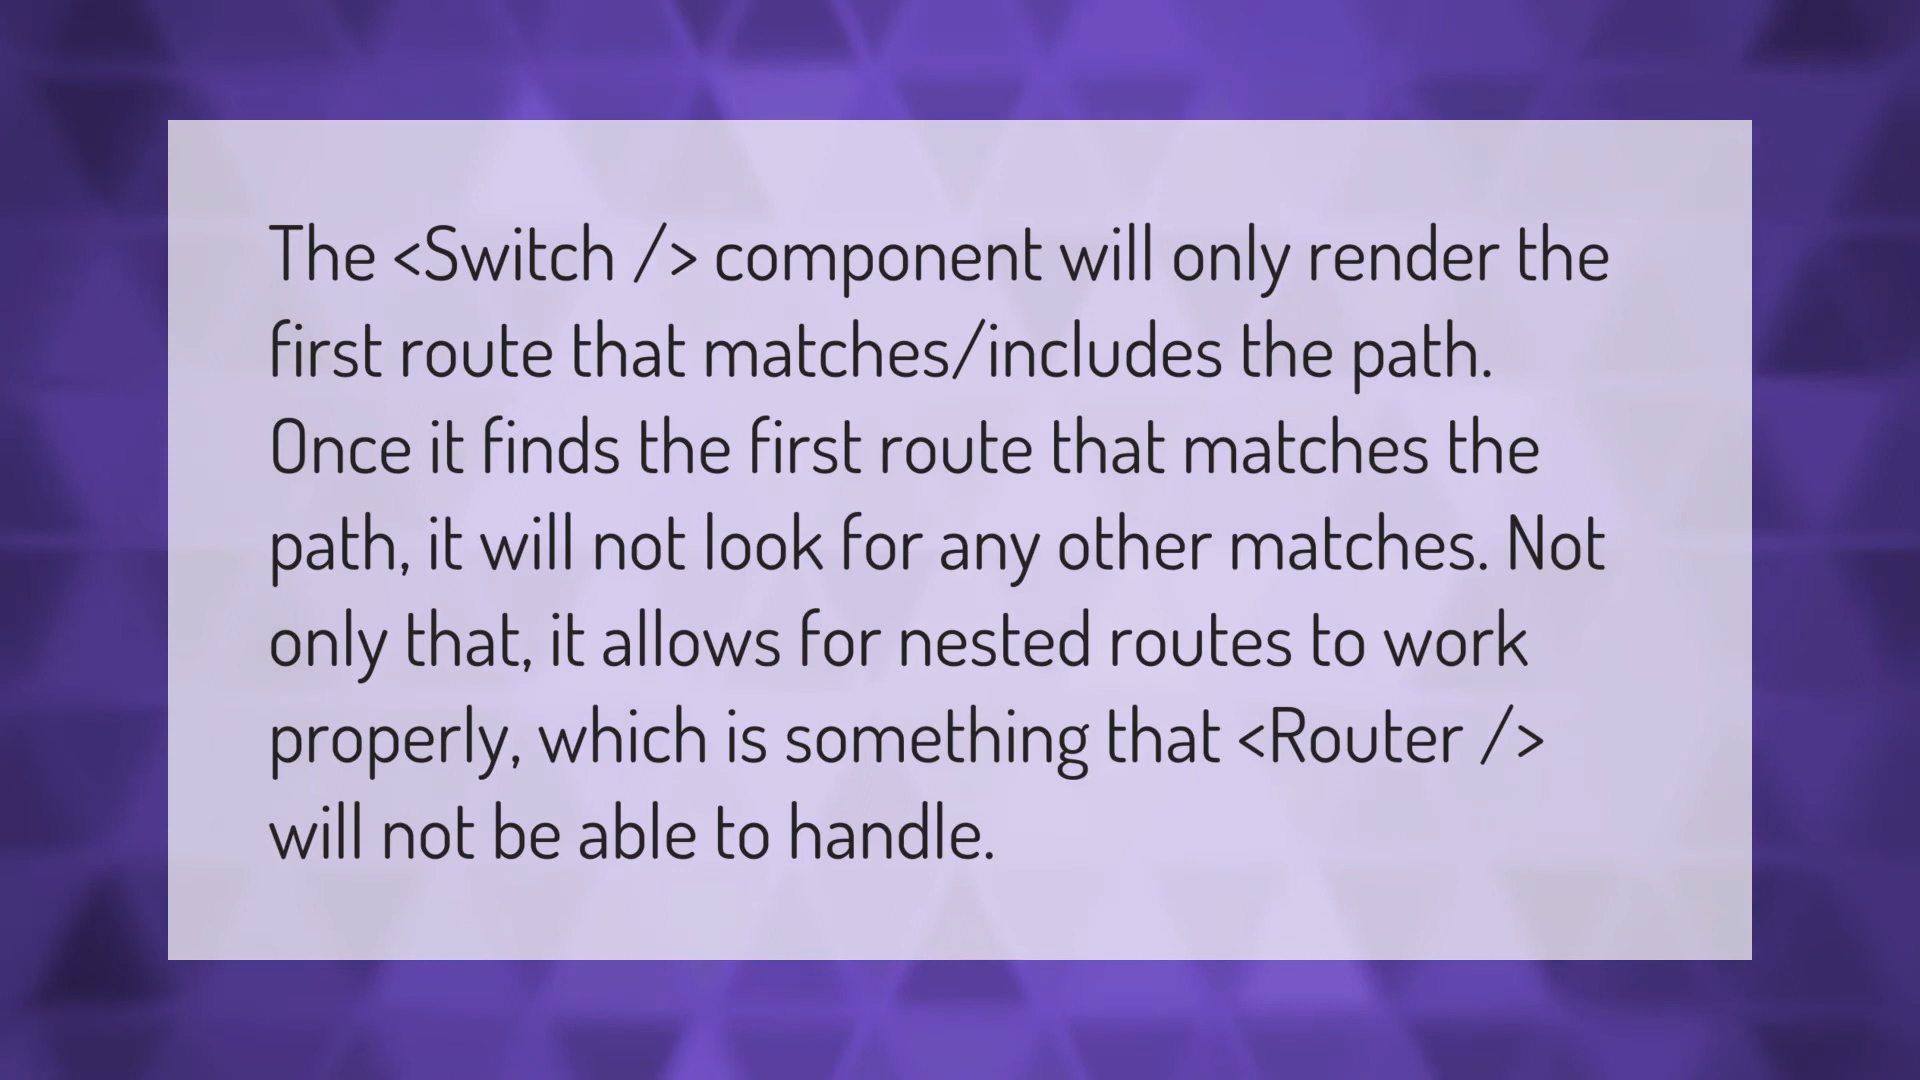 The <Switch /> component will only render the
first route that matches/includes the path.
Once it finds the first route that matches the
path, it will not look for any other matches. Not
only that, it allows for nested routes to work
properly, which is something that <Router />
will not be able to handle.